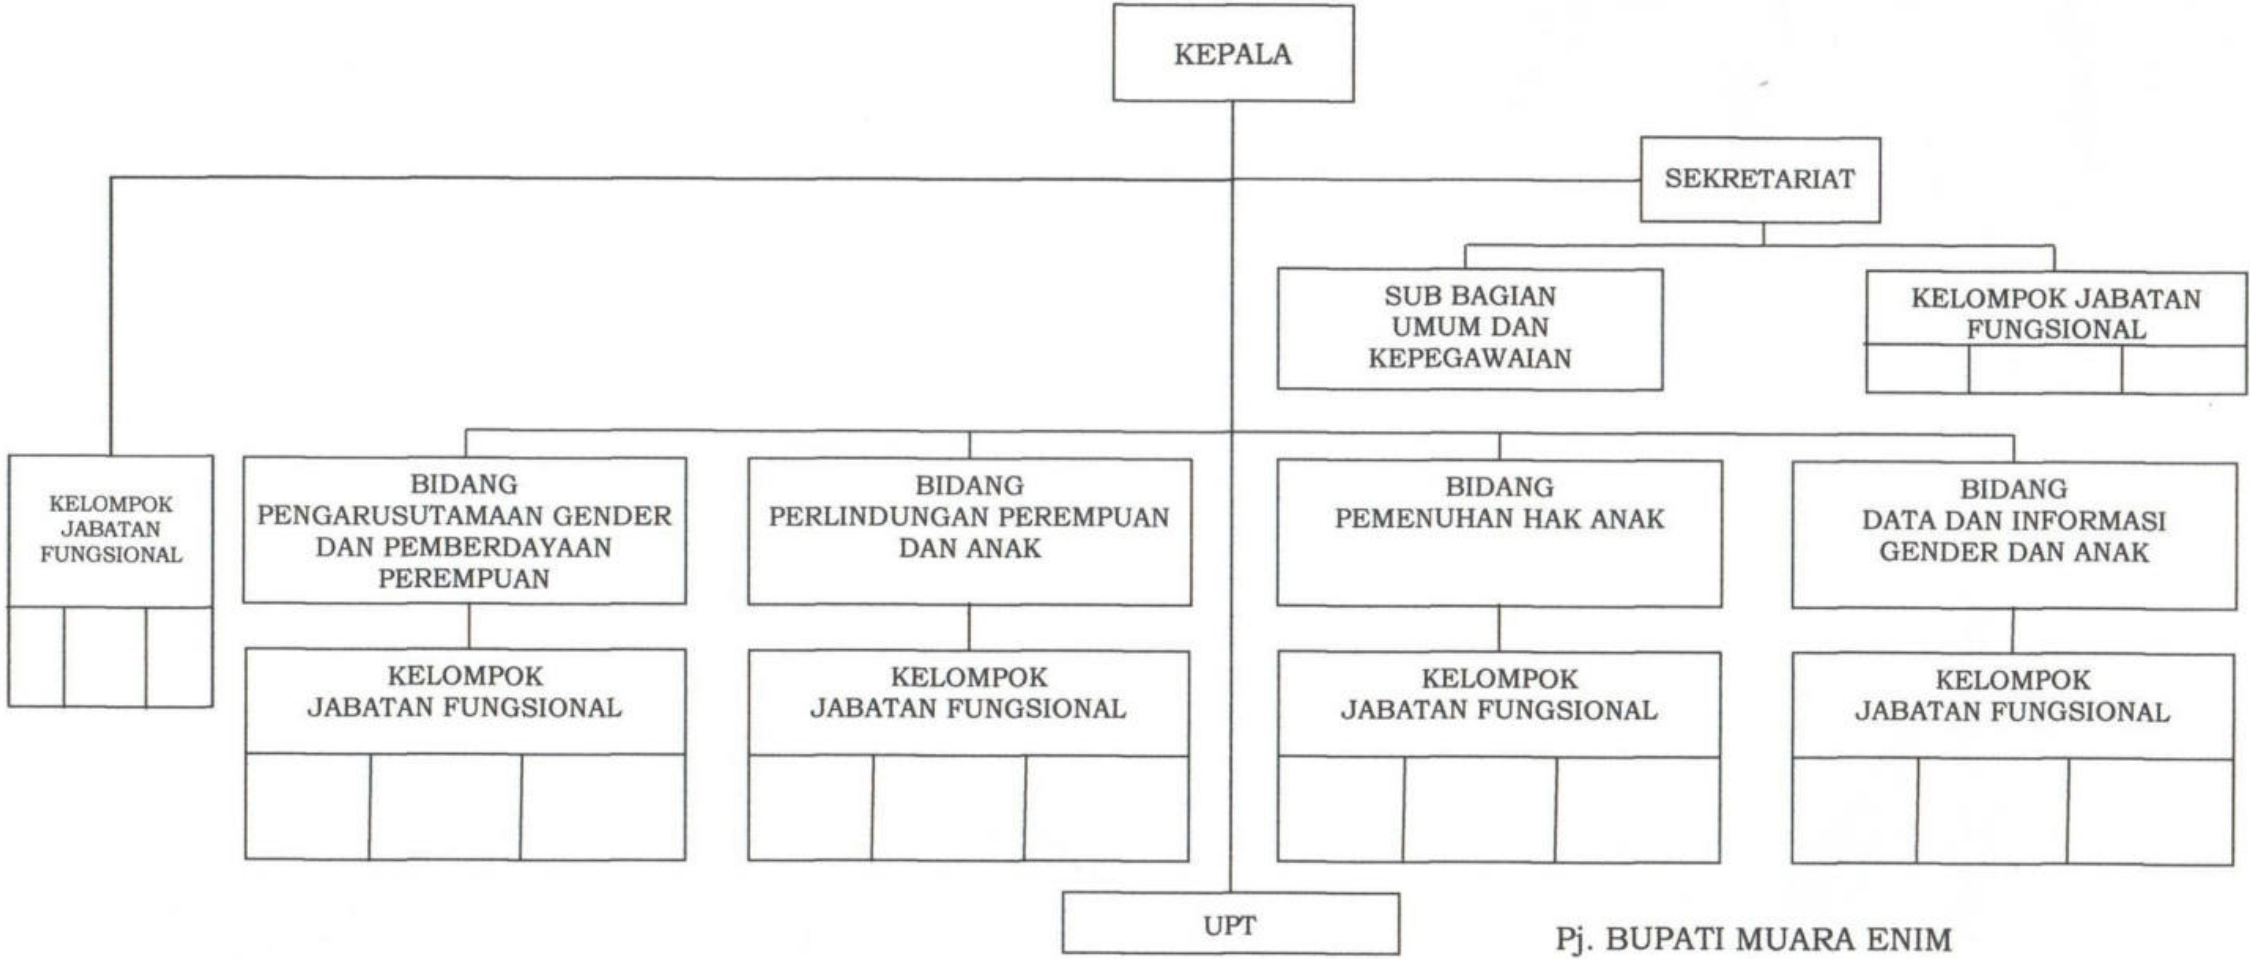 KEPALA
SEKRETARIAT
SUB BAGIAN
UMUM DAN
KEPEGAWAIAN
KELOMPOK JABATAN
FUNGSIONAL
KELOMPOK
JABATAN
FUNGSIONAL
BIDANG
PENGARUSUTAMAAN GENDER
DAN PEMBERDAYAAN
PEREMPUAN
BIDANG
PERLINDUNGAN PEREMPUAN
DAN ANAK
BIDANG
PEMENUHAN HAK ANAK
BIDANG
DATA DAN INFORMASI
GENDER DAN ANAK
KELOMPOK
JABATAN FUNGSIONAL
KELOMPOK
JABATAN FUNGSIONAL
KELOMPOK
JABATAN FUNGSIONAL
KELOMPOK
JABATAN FUNGSIONAL
UPT
Pj. BUPATI MUARA ENIM